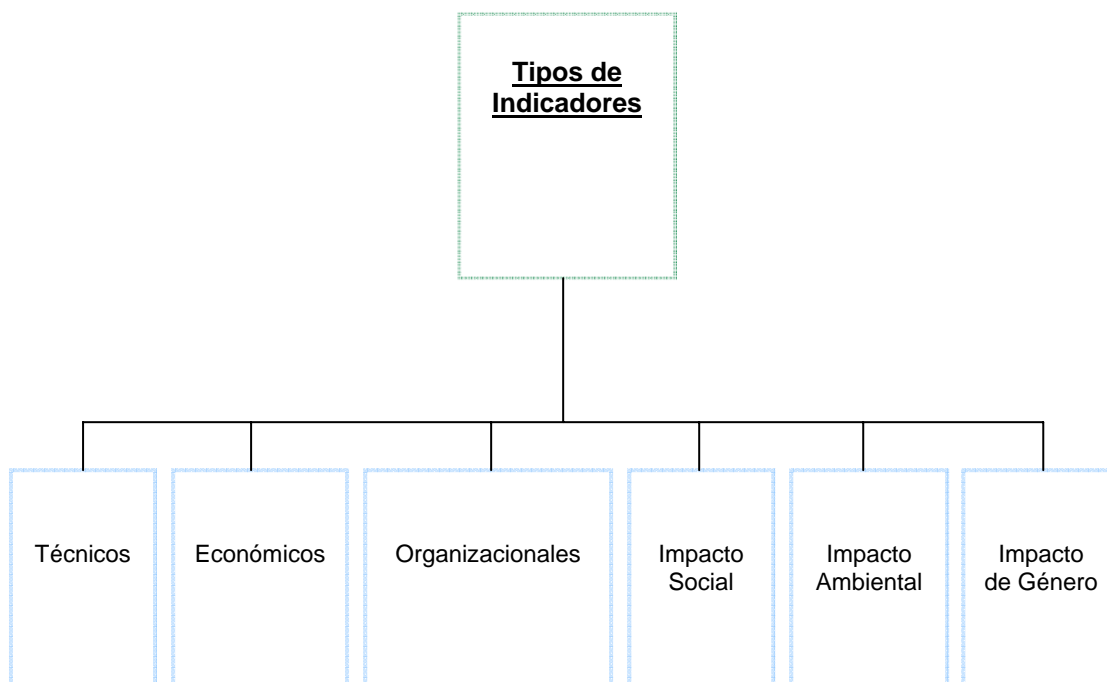 Tipos de
Indicadores
Técnicos
Económicos
Organizacionales
Impacto
Social
Impacto
Ambiental
Impacto
de Género